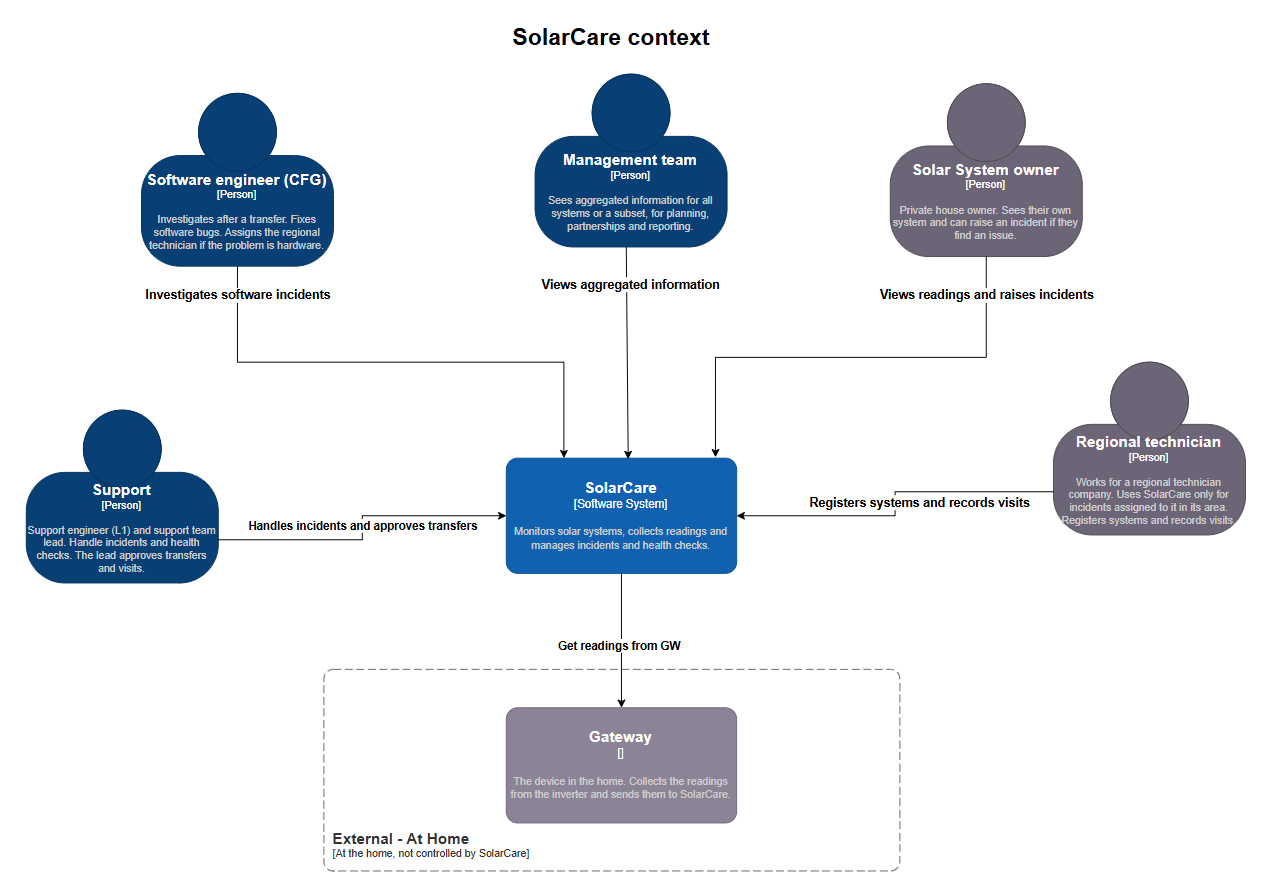 SolarCare context
Software engineer (CFG)
[Person]
Investigates after a transfer. Fixes
software bugs. Assigns the regional
technician if the problem is hardware.
Management team
[Person]
Sees aggregated information for all
systems or a subset, for planning,
partnerships and reporting.
Solar System owner
[Person]
Private house owner. Sees their own
system and can raise an incident if they
find an issue.
Investigates software incidents
Views aggregated information
Views readings and raises incidents
Support
[Person]
Support engineer (L1) and support team
lead. Handle incidents and health
checks. The lead approves transfers
and visits.
Handles incidents and approves transfers
SolarCare
[Software System]
Monitors solar systems, collects readings and
manages incidents and health checks.
Registers systems and records visits
Regional technician
[Person]
Works for a regional technician
company. Uses SolarCare only for
incidents assigned to it in its area.
Registers systems and records visits.
Get readings from GW
Gateway
[]
The device in the home. Collects the readings
from the inverter and sends them to SolarCare.
External - At Home
[At the home, not controlled by SolarCare]